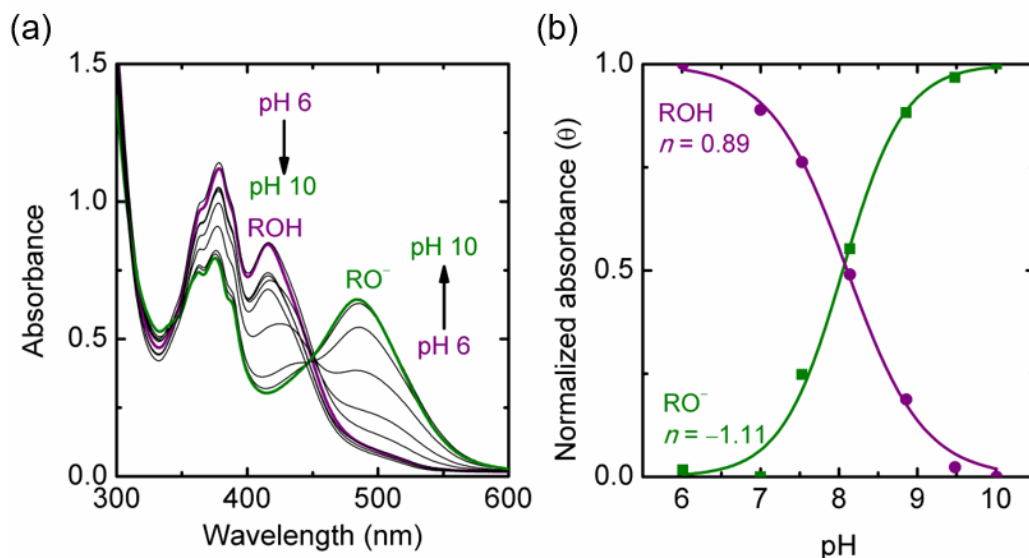 (a)
1.5
1.0
0.5
0.0
Absorbance
pH 6
pH 10
ROH
RO⁻
pH 10
pH 6
300
400
500
600
Wavelength (nm)
(b)
1.0
0.5
0.0
Normalized absorbance (θ)
ROH
n = 0.89
RO⁻
n = −1.11
6
7
8
9
10
pH